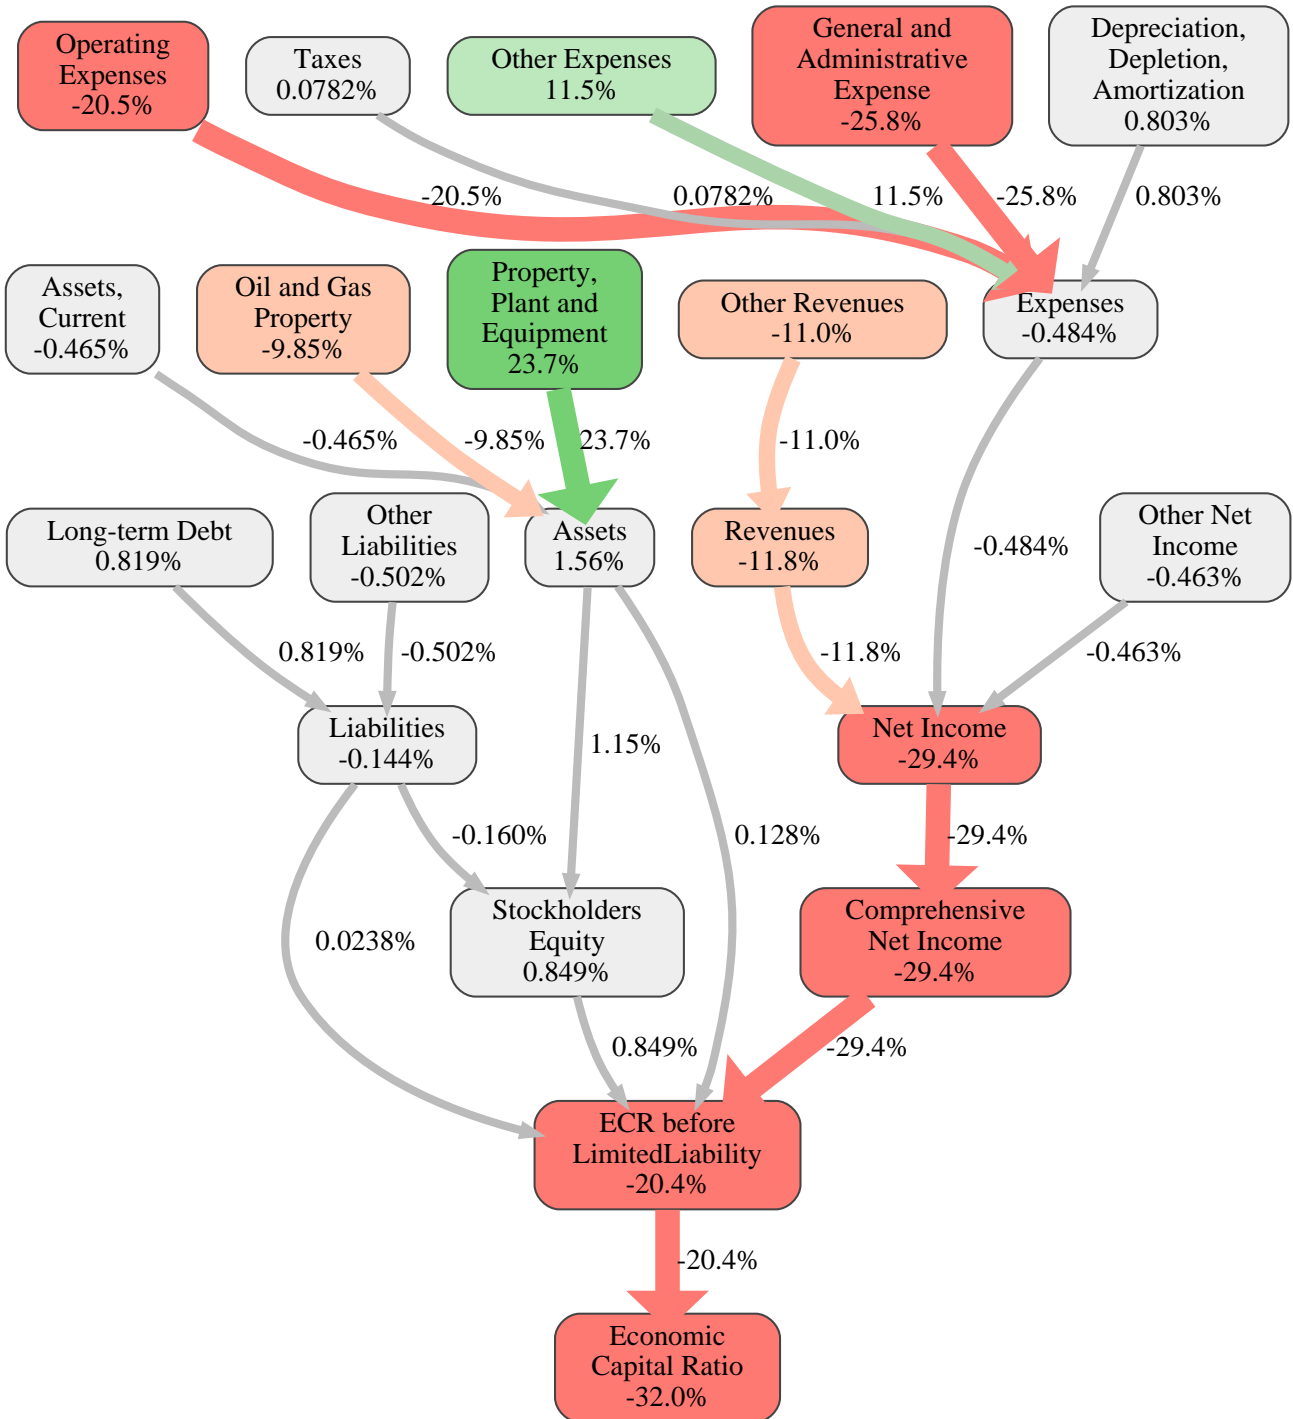 Operating
Expenses
-20.5%
Taxes
0.0782%
Other Expenses
11.5%
General and
Administrative
Expense
-25.8%
Depreciation,
Depletion,
Amortization
0.803%
-20.5%
0.0782%
11.5%
-25.8%
0.803%
Assets,
Current
-0.465%
Oil and Gas
Property
-9.85%
Property,
Plant and
Equipment
23.7%
Other Revenues
-11.0%
Expenses
-0.484%
-0.465%
-9.85%
23.7%
-11.0%
Long-term Debt
0.819%
Other
Liabilities
-0.502%
Assets
1.56%
Revenues
-11.8%
-0.484%
Other Net
Income
-0.463%
0.819%
-0.502%
-11.8%
-0.463%
Liabilities
-0.144%
1.15%
Net Income
-29.4%
-0.160%
0.128%
-29.4%
0.0238%
Stockholders
Equity
0.849%
Comprehensive
Net Income
-29.4%
0.849%
-29.4%
ECR before
LimitedLiability
-20.4%
-20.4%
Economic
Capital Ratio
-32.0%